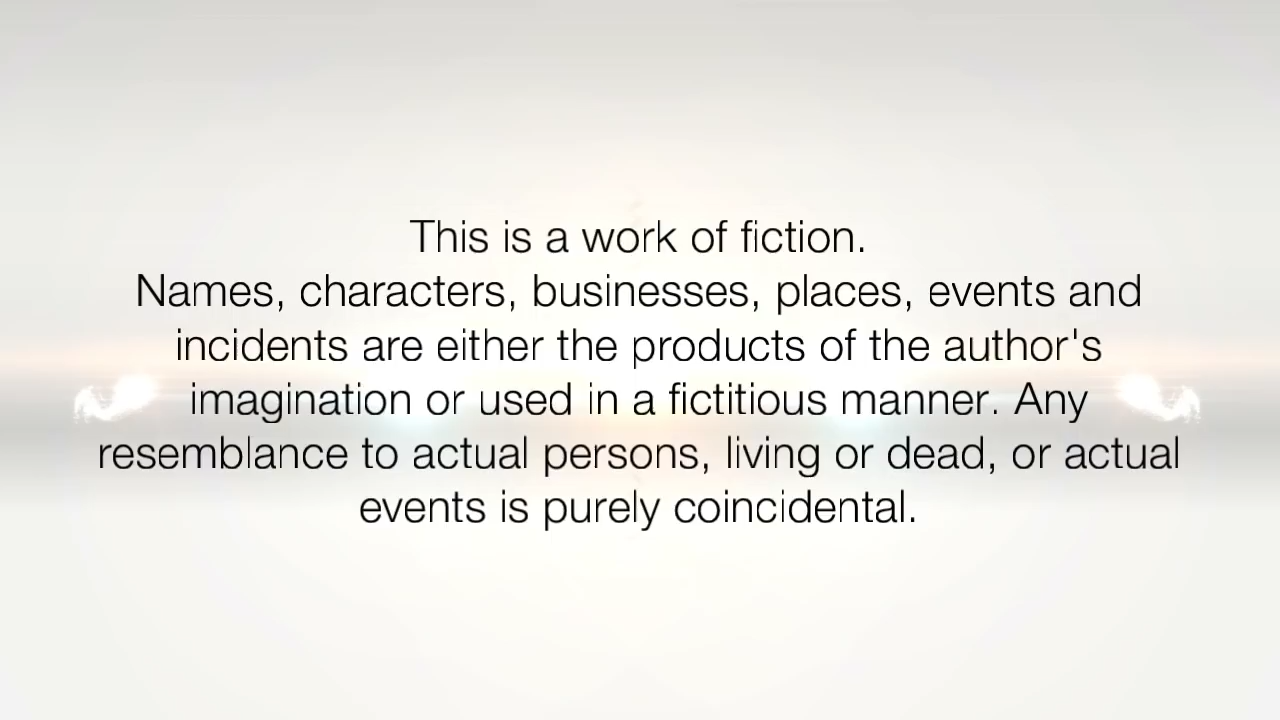 This is a work of fiction.
Names, characters, businesses, places, events and
incidents are either the products of the author's
imagination or used in a fictitious manner. Any
resemblance to actual persons, living or dead, or actual
events is purely coincidental.